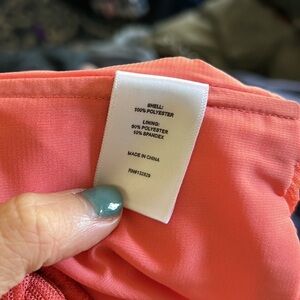 SHELL:
100% POLYESTER
LINING:
90% POLYESTER
10% SPANDEX
MADE IN CHINA